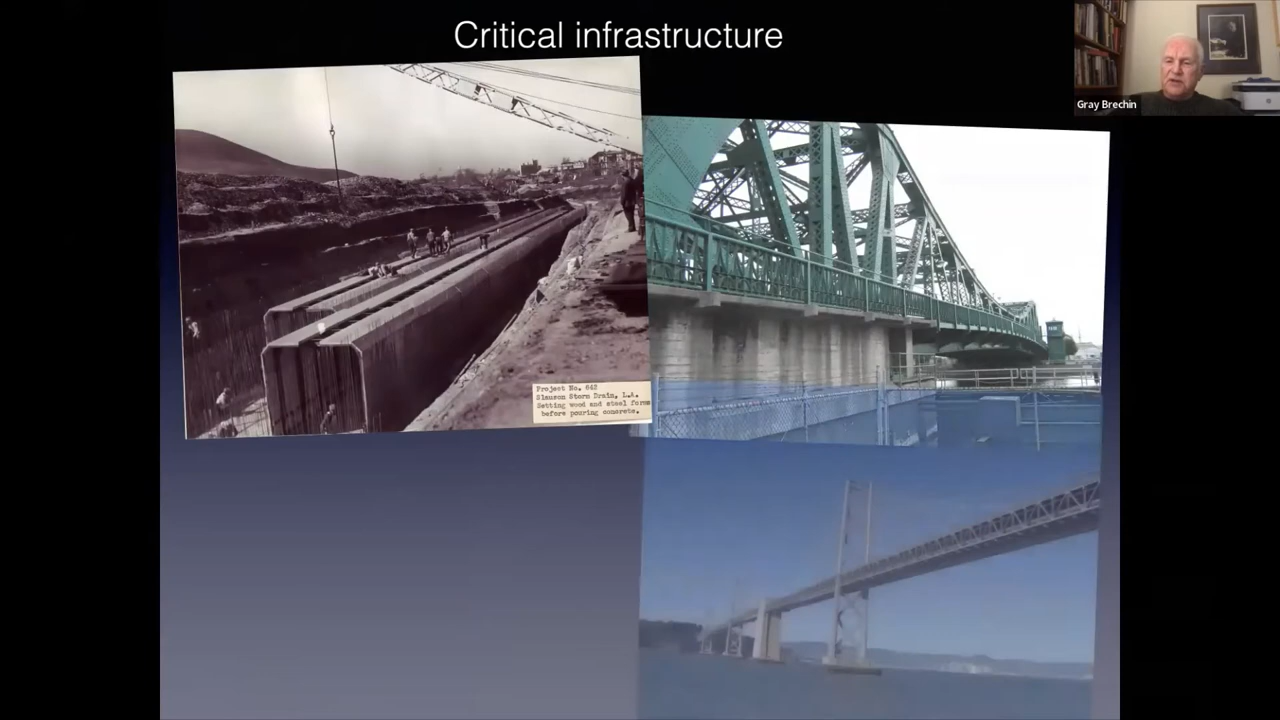 Critical infrastructure
Gray Brechin
Project No. 642
Slauson Storm Drain, L.A.
Setting wood and steel forms
before pouring concrete.